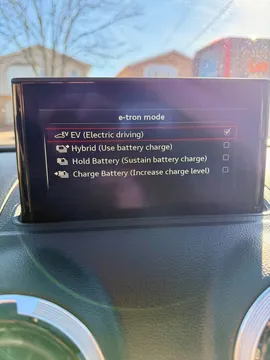 e-tron mode
EV EV (Electric driving)
Hybrid (Use battery charge)
Hold Battery (Sustain battery charge)
Charge Battery (Increase charge level)